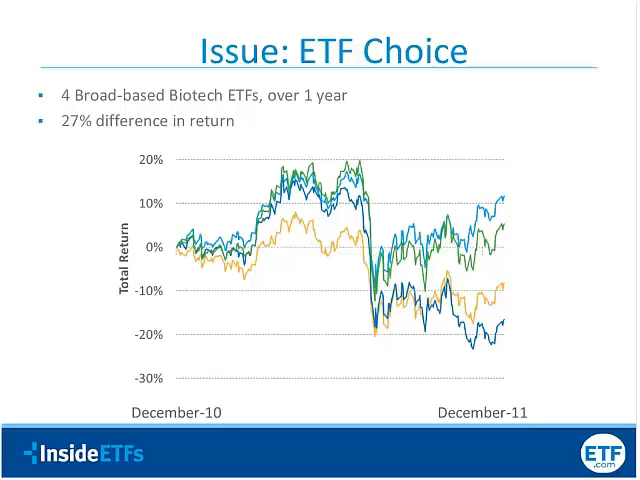 Issue: ETF Choice
▪ 4 Broad-based Biotech ETFs, over 1 year
▪ 27% difference in return
20%
10%
0%
-10%
-20%
-30%
Total Return
December-10 December-11
InsideETFs
ETF
.com